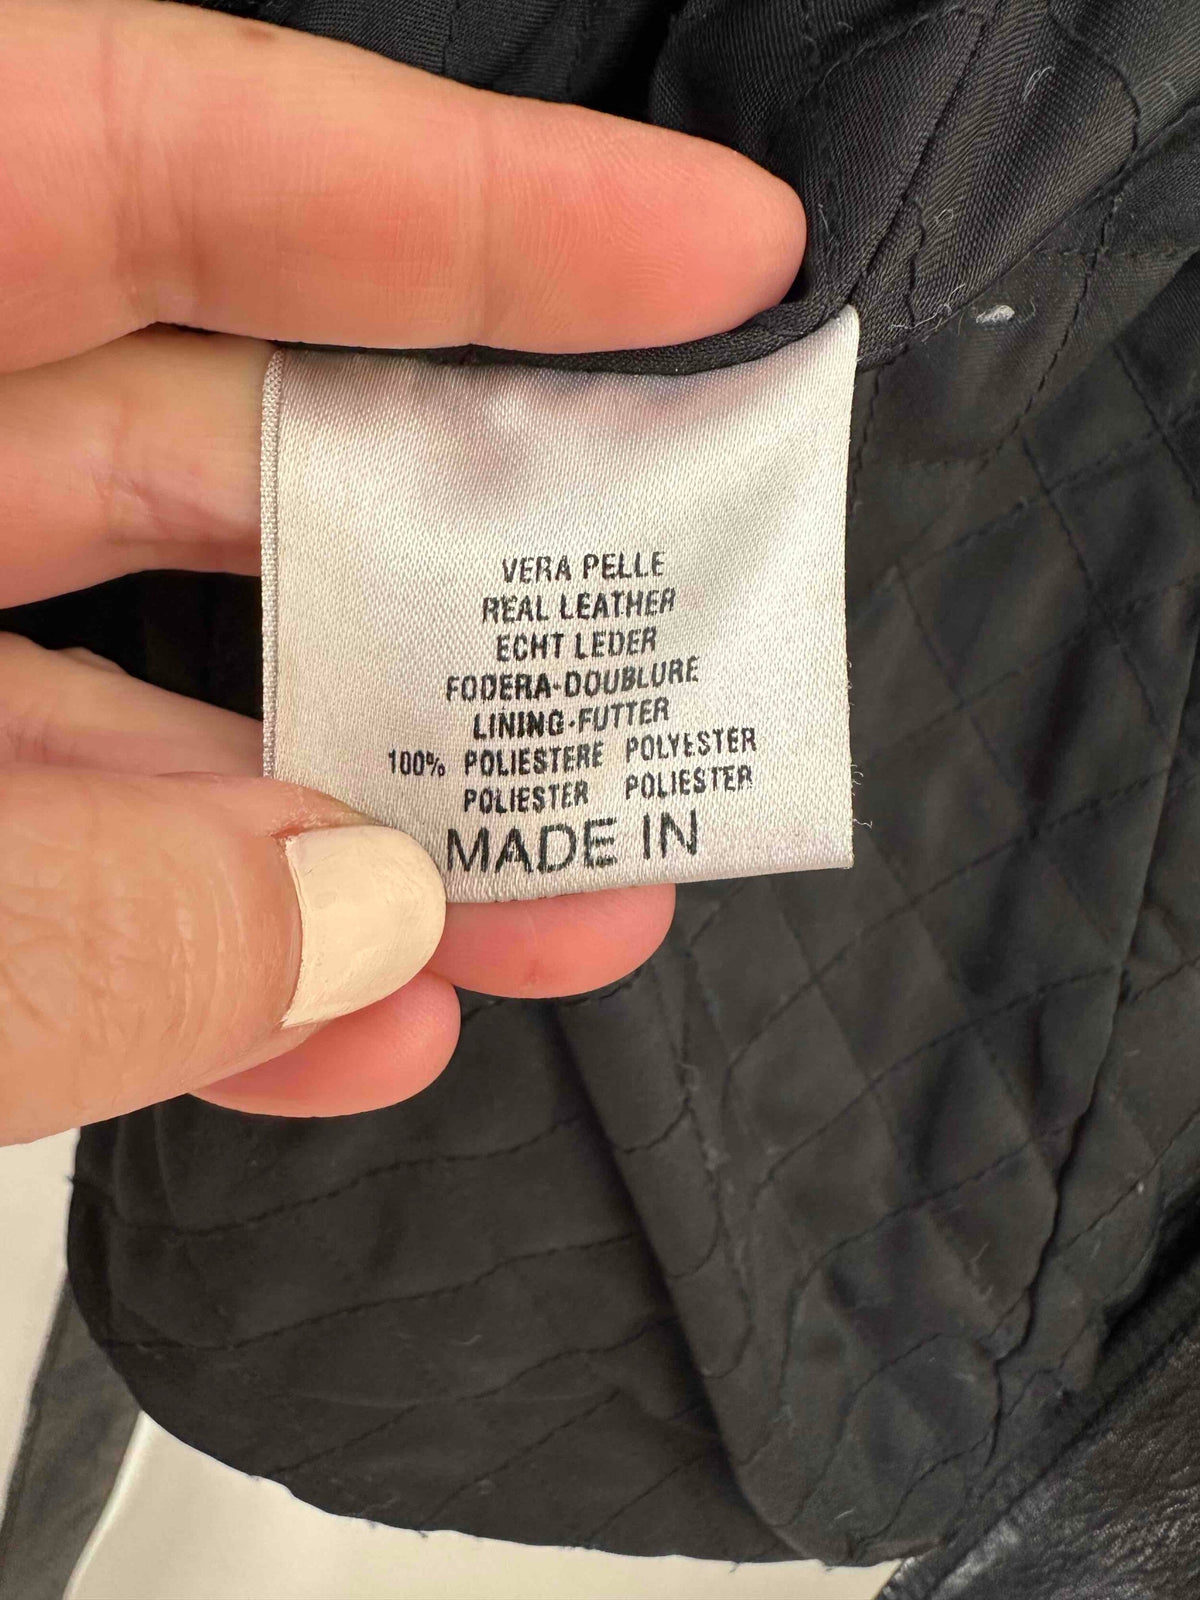 VERA PELLE
REAL LEATHER
ECHT LEDER
FODERA-DOUBLURE
LINING-FUTTER
100% POLIESTERE POLYESTER
POLIESTER POLIESTER
MADE IN